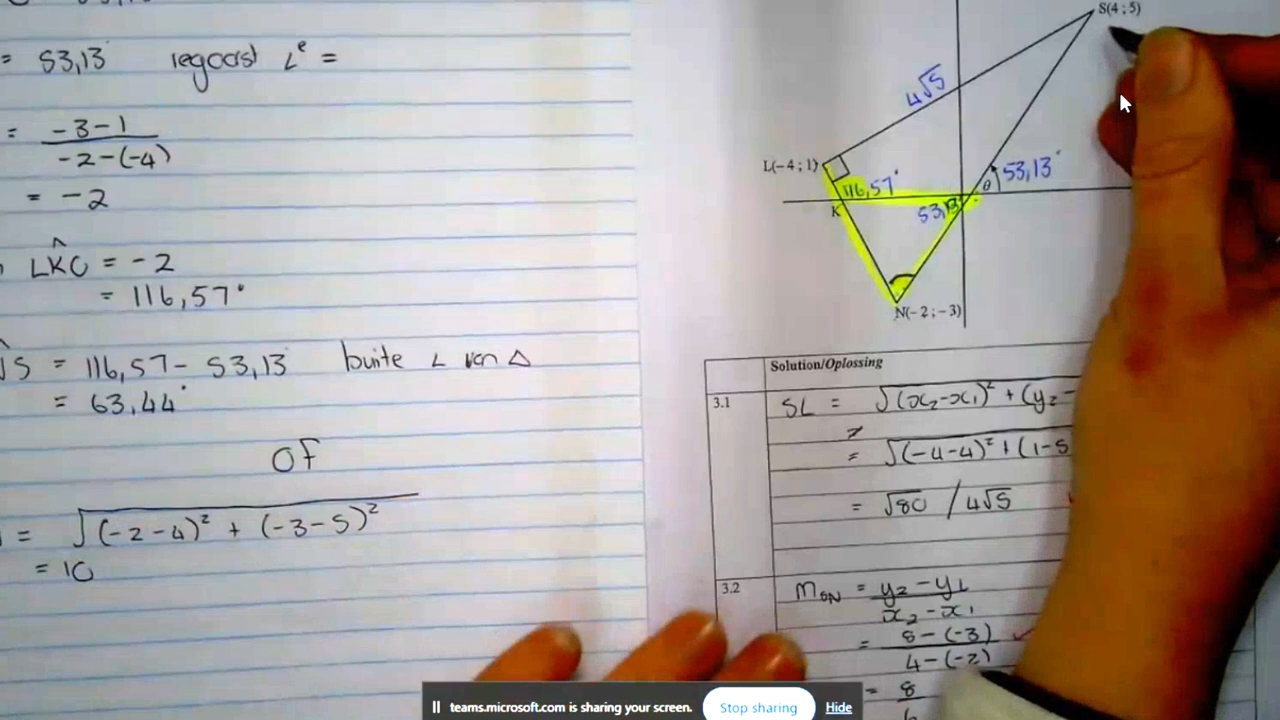 = 53,13° regoorst L^e =
= (-3-1)/(-2-(-4))
= -2
LK̂O = -2
= 116,57°
ŜS = 116,57 - 53,13° buite ∠ van Δ
= 63,44°
Of
= √((-2-4)² + (-3-5)²)
= 10
S(4 ; 5)
4√5
L(-4 ; 1)
116,57°
θ 53,13°
K
53,13
N(-2 ; -3)
Solution/Oplossing
3.1
SL = √((x₂-x₁)² + (y₂-
= √((-4-4)² + (1-5
= √80 / 4√5
3.2
m_SN = (y₂-y₁)/(x₂-x₁)
= (5-(-3))/(4-(-2))
= 8
6
teams.microsoft.com is sharing your screen.
Stop sharing
Hide